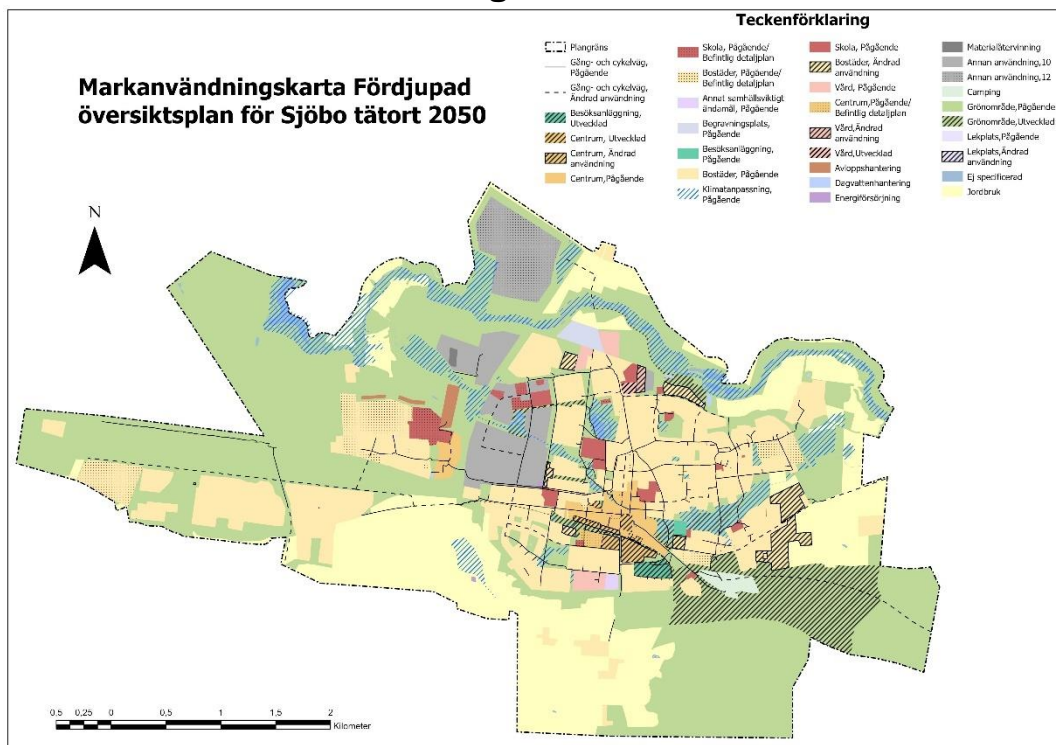 Teckenförklaring
Markanvändningskarta Fördjupad
översiktsplan för Sjöbo tätort 2050
Plangräns
Gång- och cykelväg,
Pågående
Gång- och cykelväg,
Ändrad användning
Besöksanläggning,
Utvecklad
Centrum, Utvecklad
Centrum, Ändrad
användning
Centrum,Pågående
Skola, Pågående/
Befintlig detaljplan
Bostäder, Pågående/
Befintlig detaljplan
Annat samhällsviktigt
ändamål, Pågående
Begravningsplats,
Pågående
Besöksanläggning,
Pågående
Bostäder, Pågående
Klimatanpassning,
Pågående
Skola, Pågående
Bostäder, Ändrad
användning
Vård, Pågående
Centrum,Pågående/
Befintlig detaljplan
Vård,Ändrad
användning
Vård,Utvecklad
Avloppshantering
Dagvattenhantering
Energiförsörjning
Materialåtervinning
Annan användning,10
Annan användning,12
Camping
Grönområde,Pågående
Grönområde,Utvecklad
Lekplats,Pågående
Lekplats,Ändrad
användning
Ej specificerad
Jordbruk
N
0,5 0,25 0 0,5 1 1,5 2
Kilometer